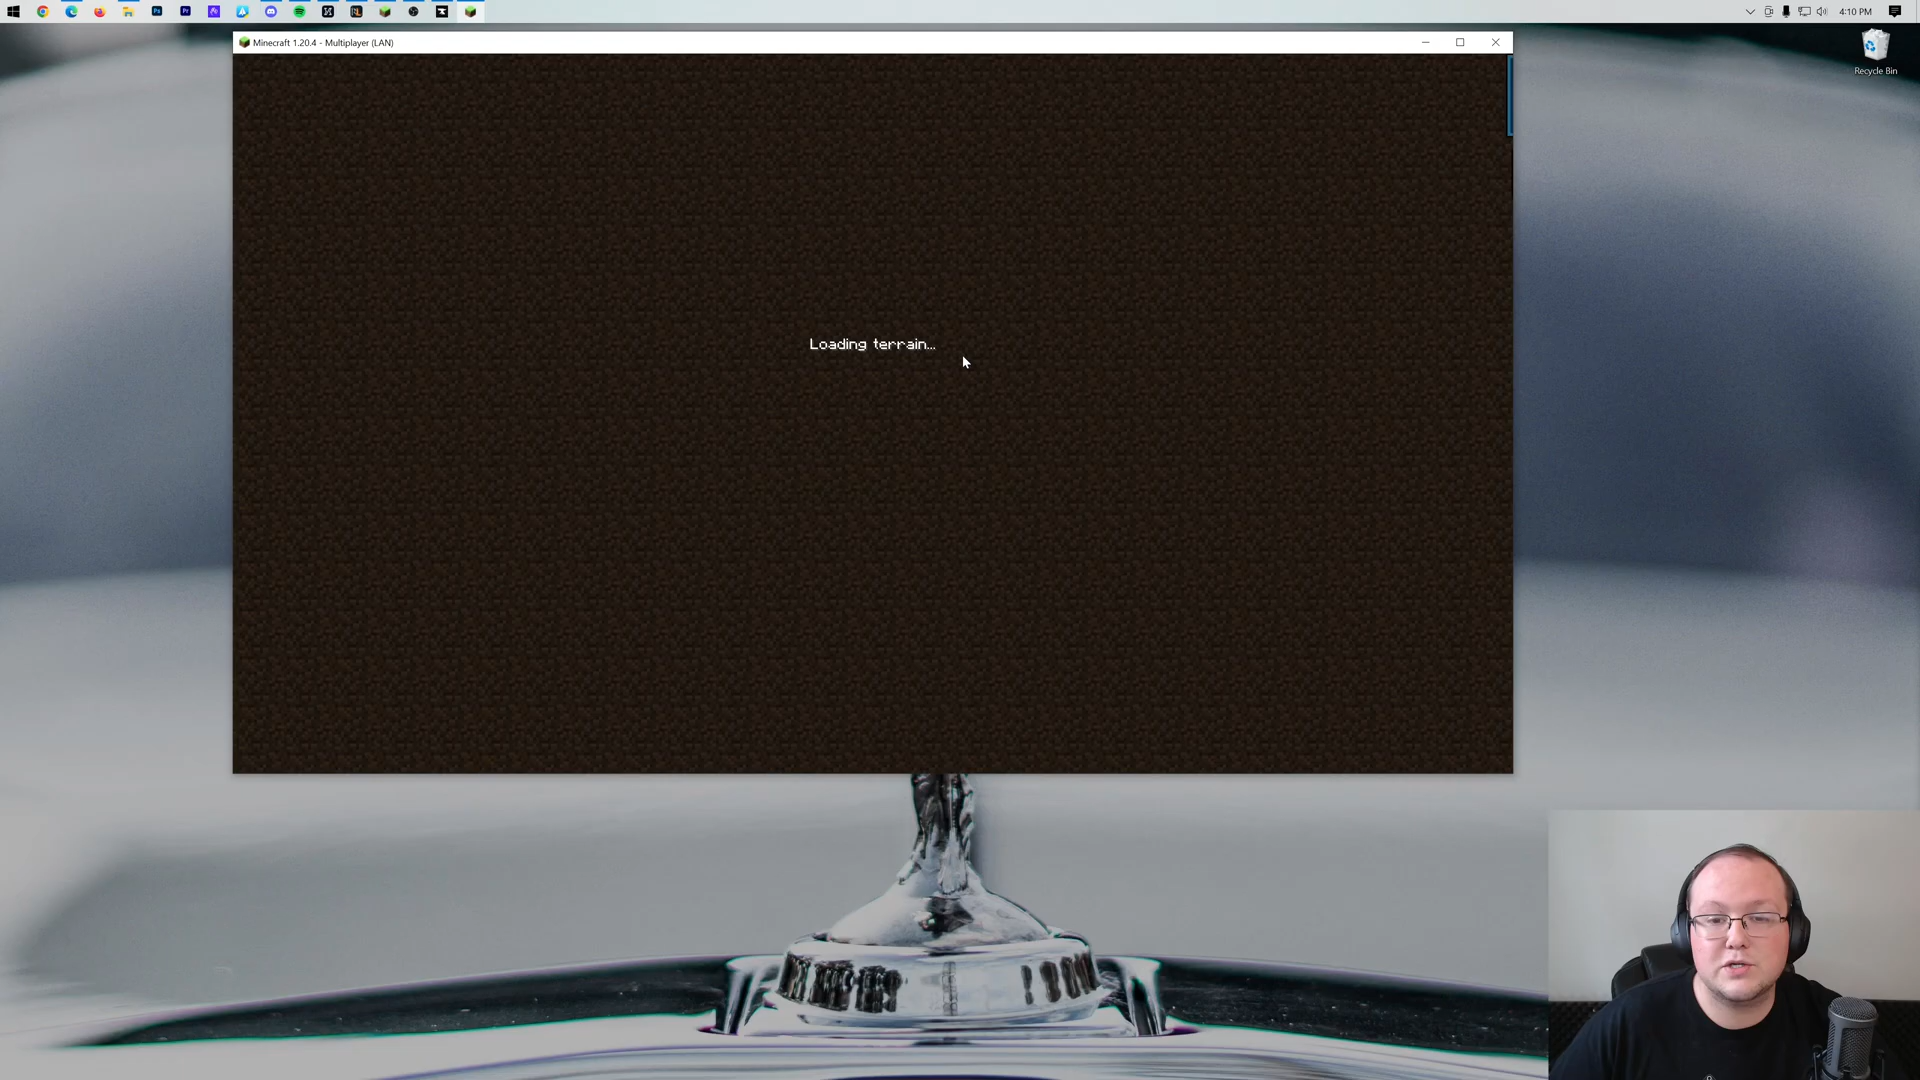 4:10 PM
Minecraft 1.20.4 - Multiplayer (LAN)
Recycle Bin
Loading terrain...